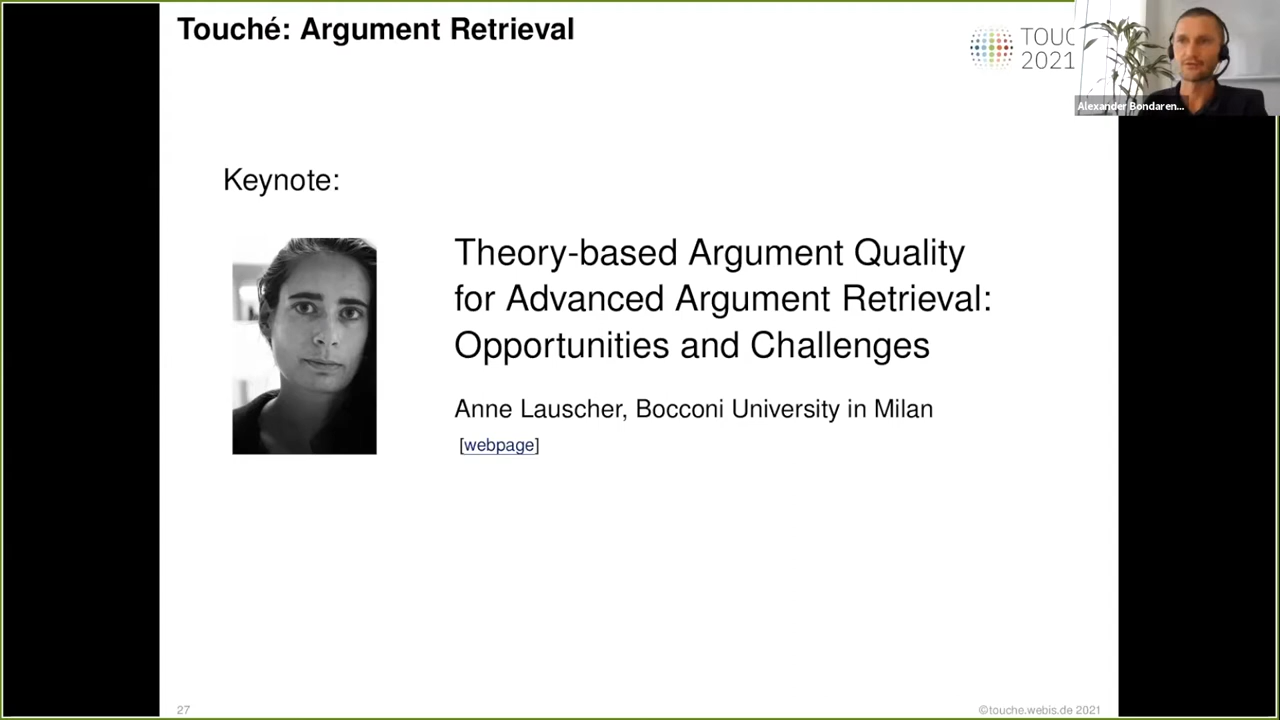 Touché: Argument Retrieval
TOUC
2021
Alexander Bondaren...
Keynote:
Theory-based Argument Quality
for Advanced Argument Retrieval:
Opportunities and Challenges
Anne Lauscher, Bocconi University in Milan
[webpage]
27
©touche.webis.de 2021